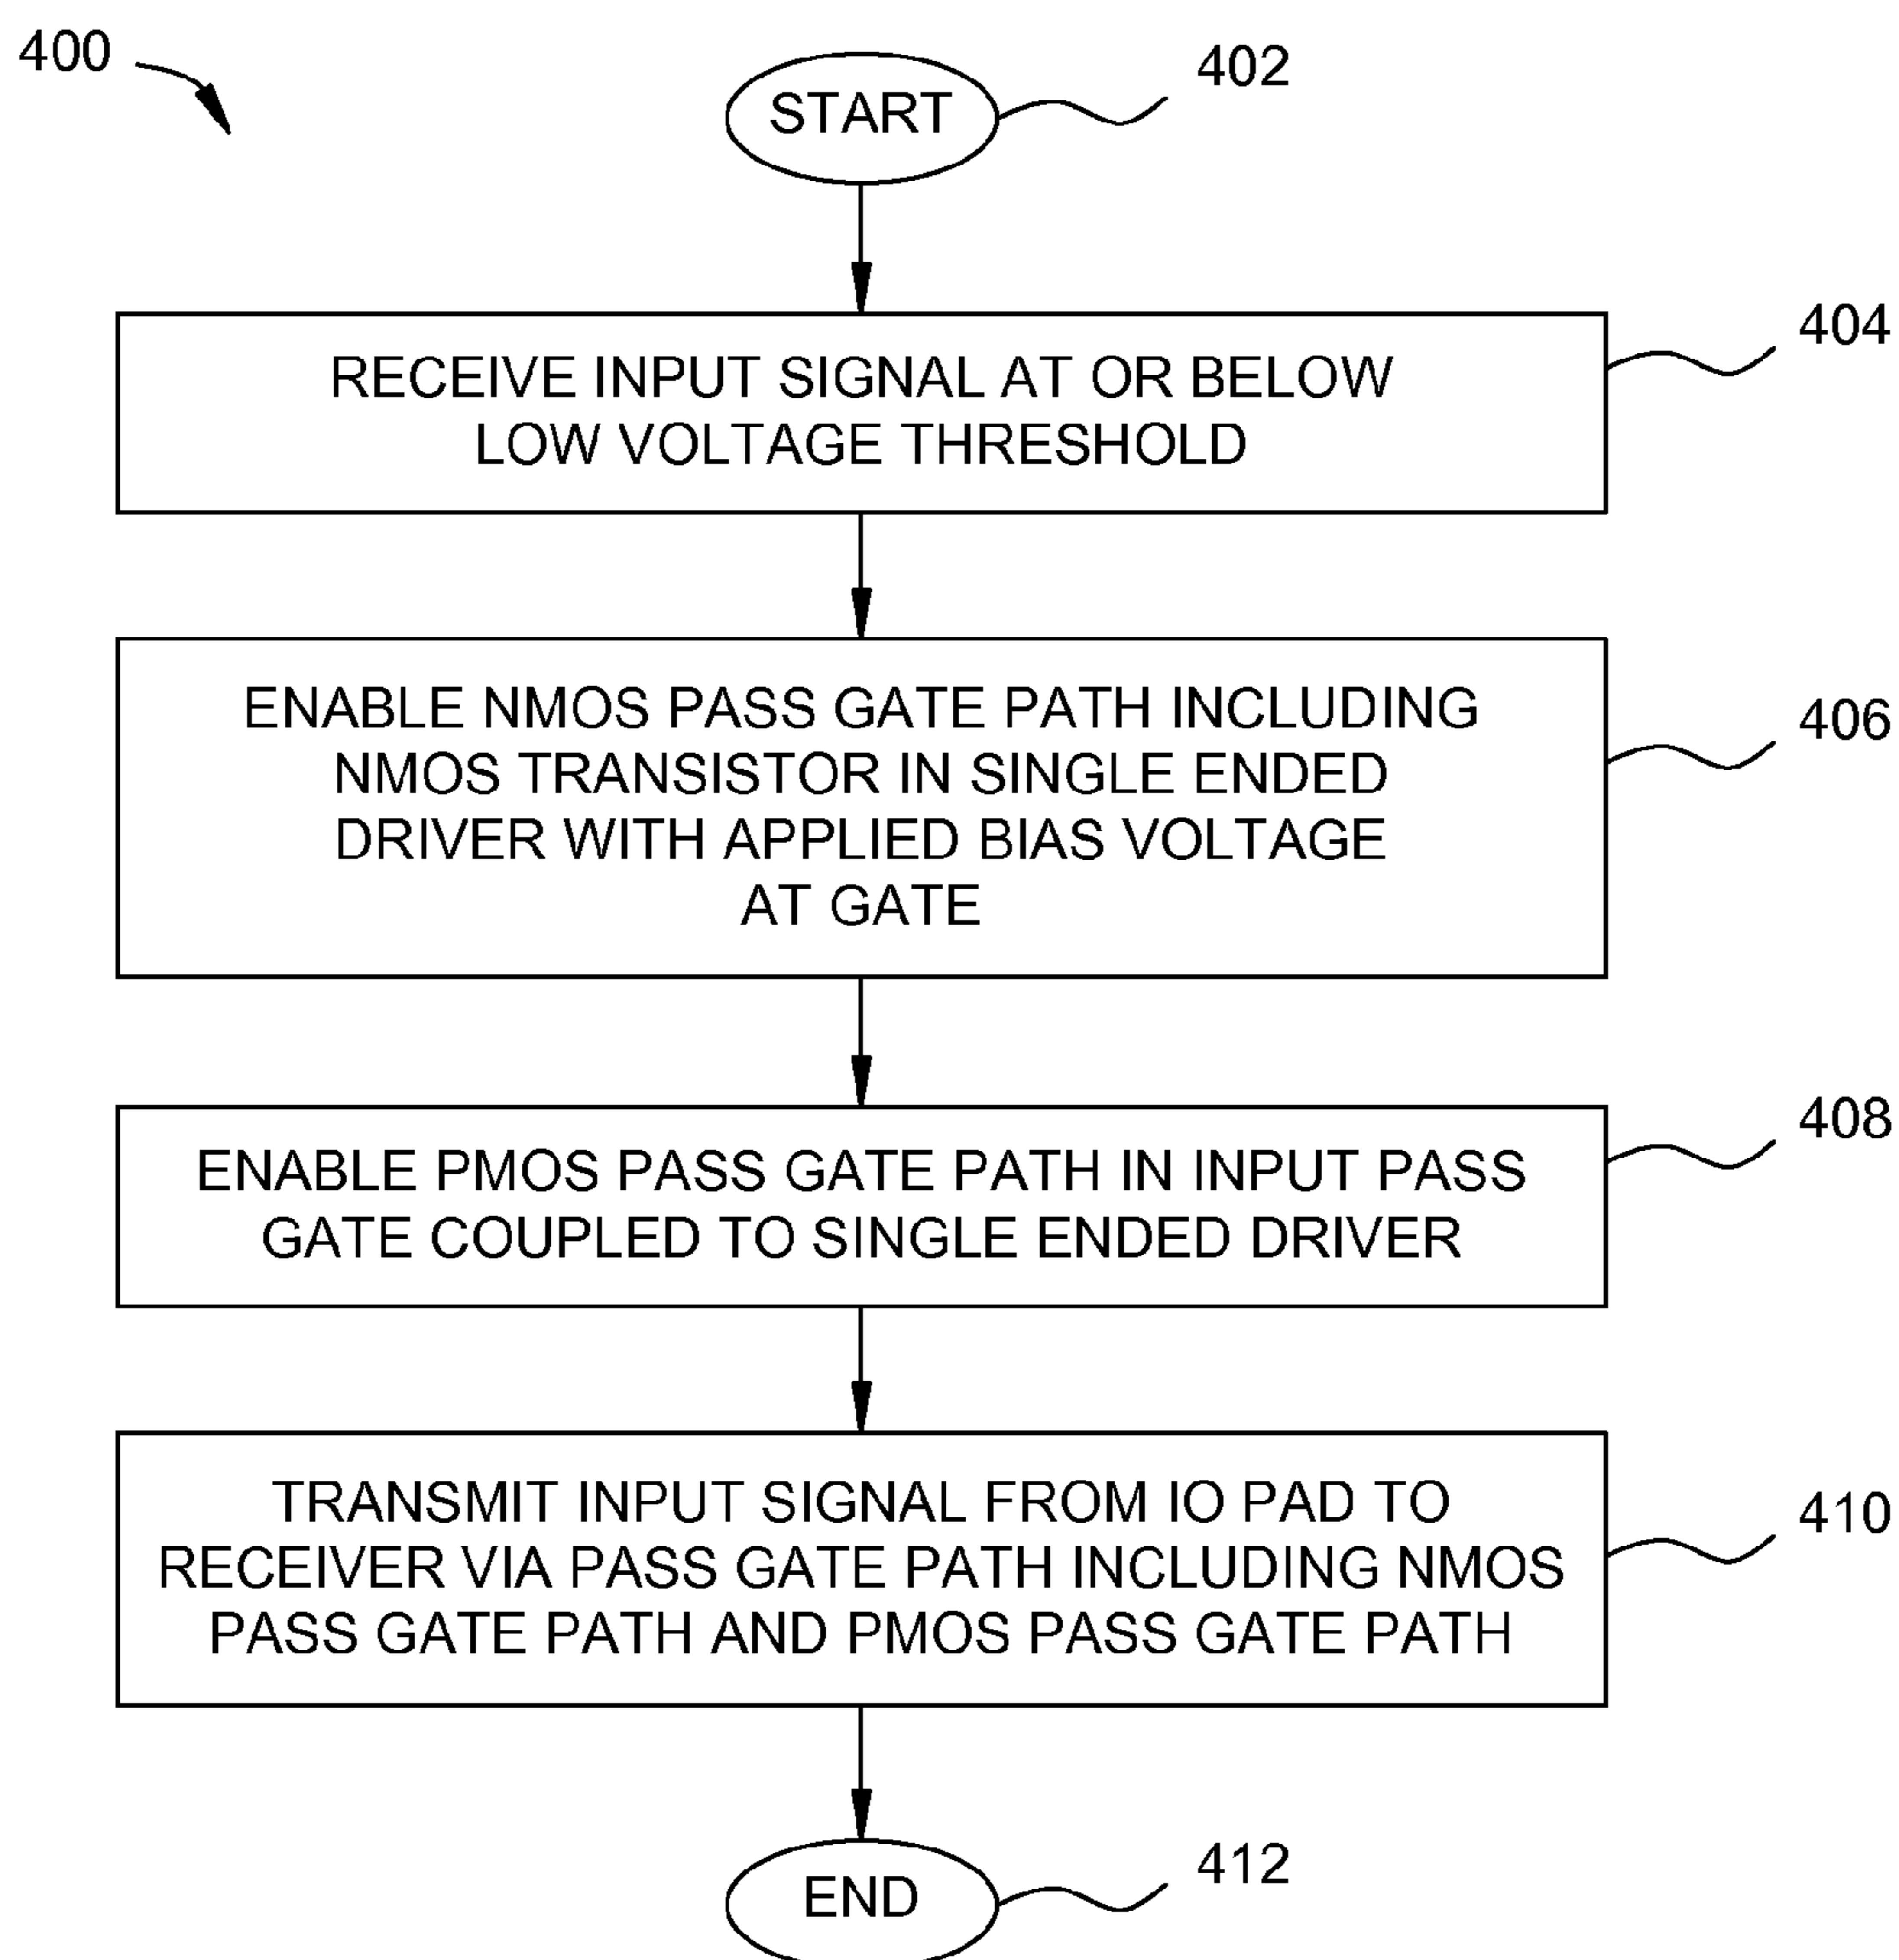 400
START
402
RECEIVE INPUT SIGNAL AT OR BELOW
LOW VOLTAGE THRESHOLD
404
ENABLE NMOS PASS GATE PATH INCLUDING
NMOS TRANSISTOR IN SINGLE ENDED
DRIVER WITH APPLIED BIAS VOLTAGE
AT GATE
406
ENABLE PMOS PASS GATE PATH IN INPUT PASS
GATE COUPLED TO SINGLE ENDED DRIVER
408
TRANSMIT INPUT SIGNAL FROM IO PAD TO
RECEIVER VIA PASS GATE PATH INCLUDING NMOS
PASS GATE PATH AND PMOS PASS GATE PATH
410
END
412